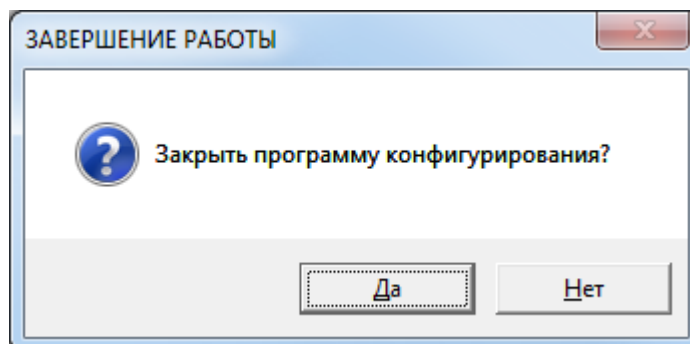 ЗАВЕРШЕНИЕ РАБОТЫ
Закрыть программу конфигурирования?
Да
Нет